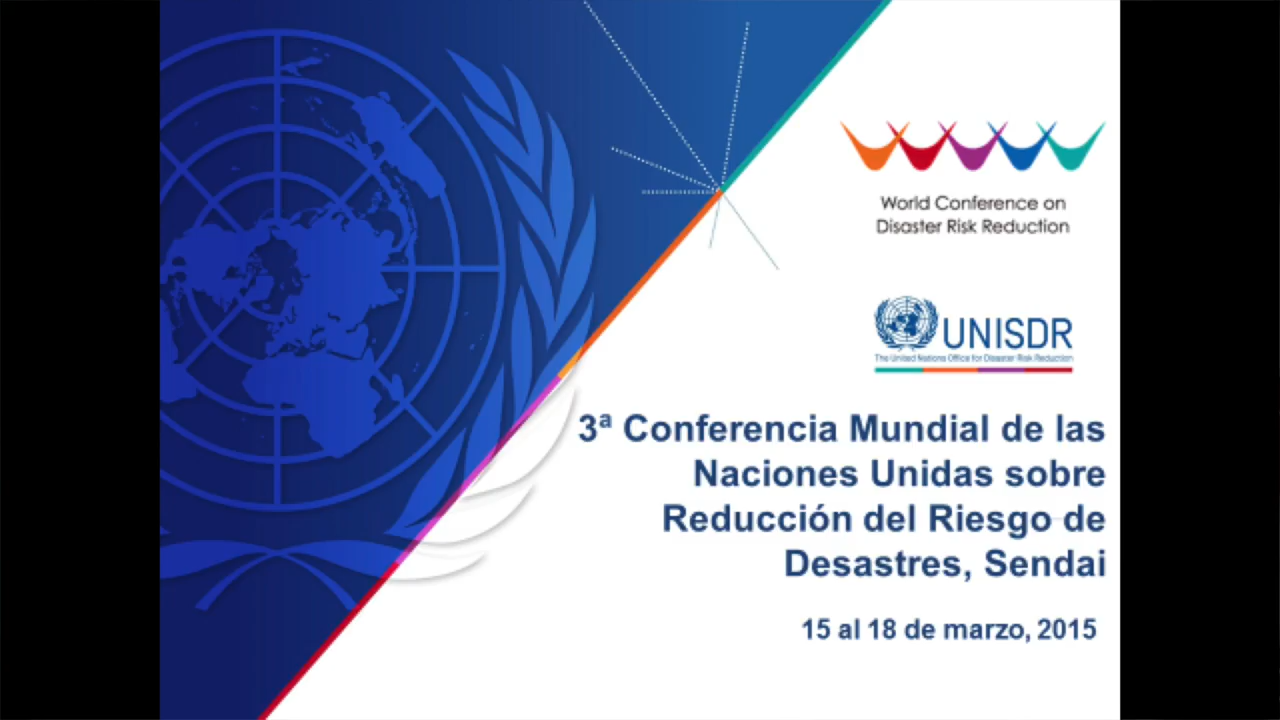 World Conference on
Disaster Risk Reduction
UNISDR
The United Nations Office for Disaster Risk Reduction
3ª Conferencia Mundial de las
Naciones Unidas sobre
Reducción del Riesgo de
Desastres, Sendai
15 al 18 de marzo, 2015